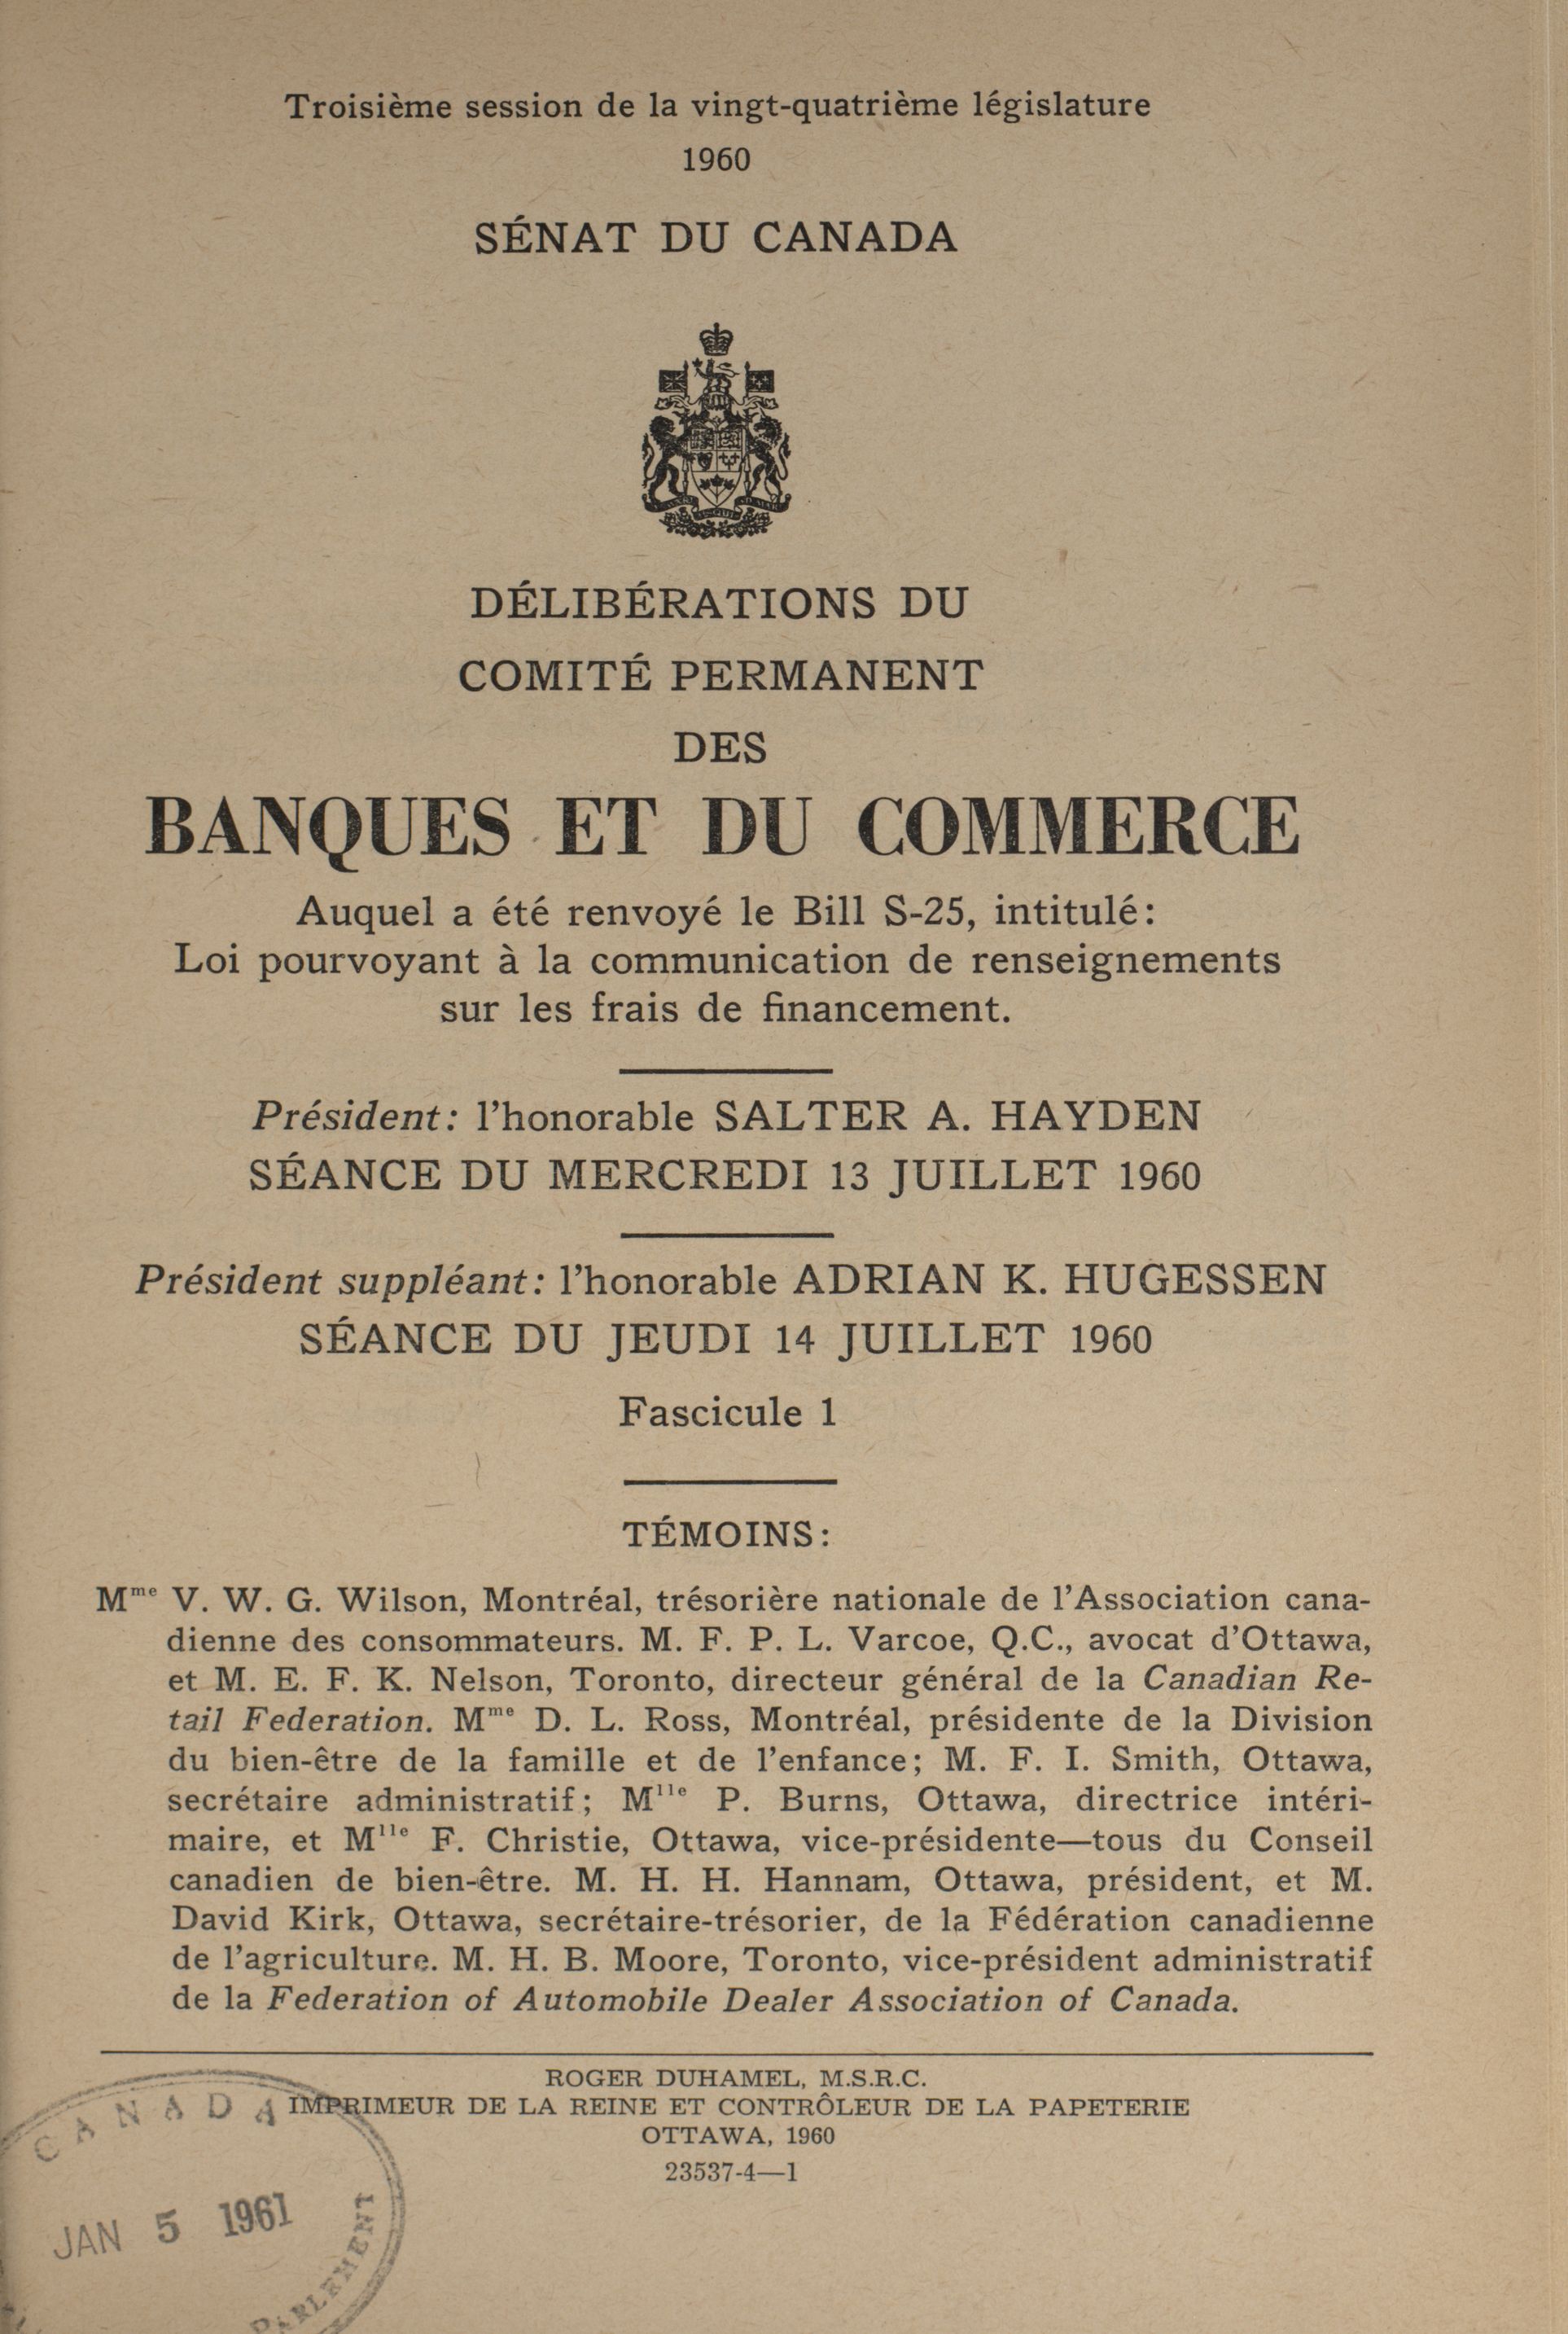 Troisième session de la vingt-quatrième législature
1960
SÉNAT DU CANADA
DÉLIBÉRATIONS DU
COMITÉ PERMANENT
DES
BANQUES ET DU COMMERCE
Auquel a été renvoyé le Bill S-25, intitulé:
Loi pourvoyant à la communication de renseignements
sur les frais de financement.
Président: l'honorable SALTER A. HAYDEN
SÉANCE DU MERCREDI 13 JUILLET 1960
Président suppléant: l'honorable ADRIAN K. HUGESSEN
SÉANCE DU JEUDI 14 JUILLET 1960
Fascicule 1
TÉMOINS:
Mme V. W. G. Wilson, Montréal, trésorière nationale de l'Association cana-
dienne des consommateurs. M. F. P. L. Varcoe, Q.C., avocat d'Ottawa,
et M. E. F. K. Nelson, Toronto, directeur général de la Canadian Re-
tail Federation. Mme D. L. Ross, Montréal, présidente de la Division
du bien-être de la famille et de l'enfance; M. F. I. Smith, Ottawa,
secrétaire administratif; Mlle P. Burns, Ottawa, directrice intéri-
maire, et Mlle F. Christie, Ottawa, vice-présidente—tous du Conseil
canadien de bien-être. M. H. H. Hannam, Ottawa, président, et M.
David Kirk, Ottawa, secrétaire-trésorier, de la Fédération canadienne
de l'agriculture. M. H. B. Moore, Toronto, vice-président administratif
de la Federation of Automobile Dealer Association of Canada.
ROGER DUHAMEL, M.S.R.C.
IMPRIMEUR DE LA REINE ET CONTRÔLEUR DE LA PAPETERIE
OTTAWA, 1960
23537-4—1
CANADA
JAN 5 1961
PARLEMENT